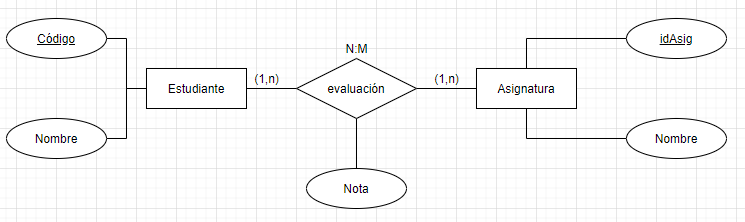 Código
idAsig
N:M
(1,n)
(1,n)
Estudiante
evaluación
Asignatura
Nombre
Nombre
Nota